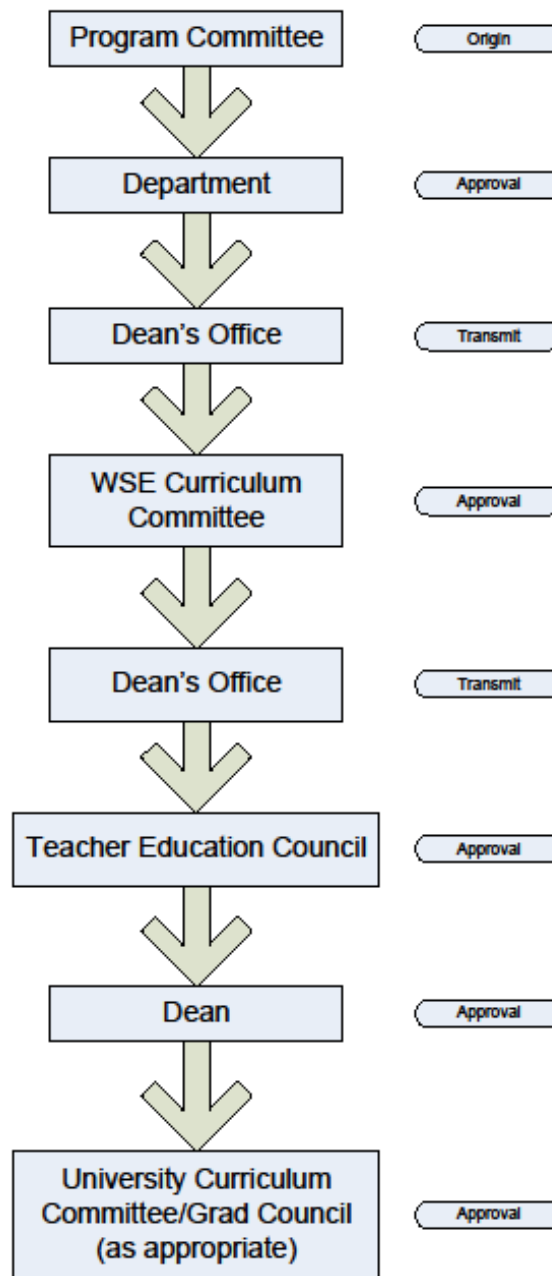 Program Committee
Origin
Department
Approval
Dean's Office
Transmit
WSE Curriculum
Committee
Approval
Dean's Office
Transmit
Teacher Education Council
Approval
Dean
Approval
University Curriculum
Committee/Grad Council
(as appropriate)
Approval